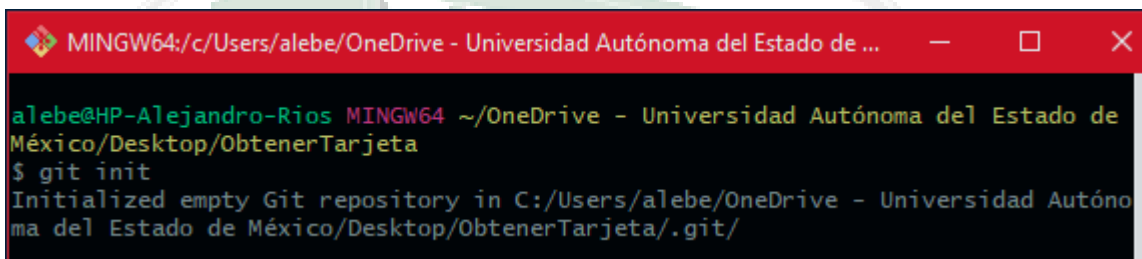 MINGW64:/c/Users/alebe/OneDrive - Universidad Autónoma del Estado de ...
alebe@HP-Alejandro-Rios MINGW64 ~/OneDrive - Universidad Autónoma del Estado de
México/Desktop/ObtenerTarjeta
$ git init
Initialized empty Git repository in C:/Users/alebe/OneDrive - Universidad Autóno
ma del Estado de México/Desktop/ObtenerTarjeta/.git/